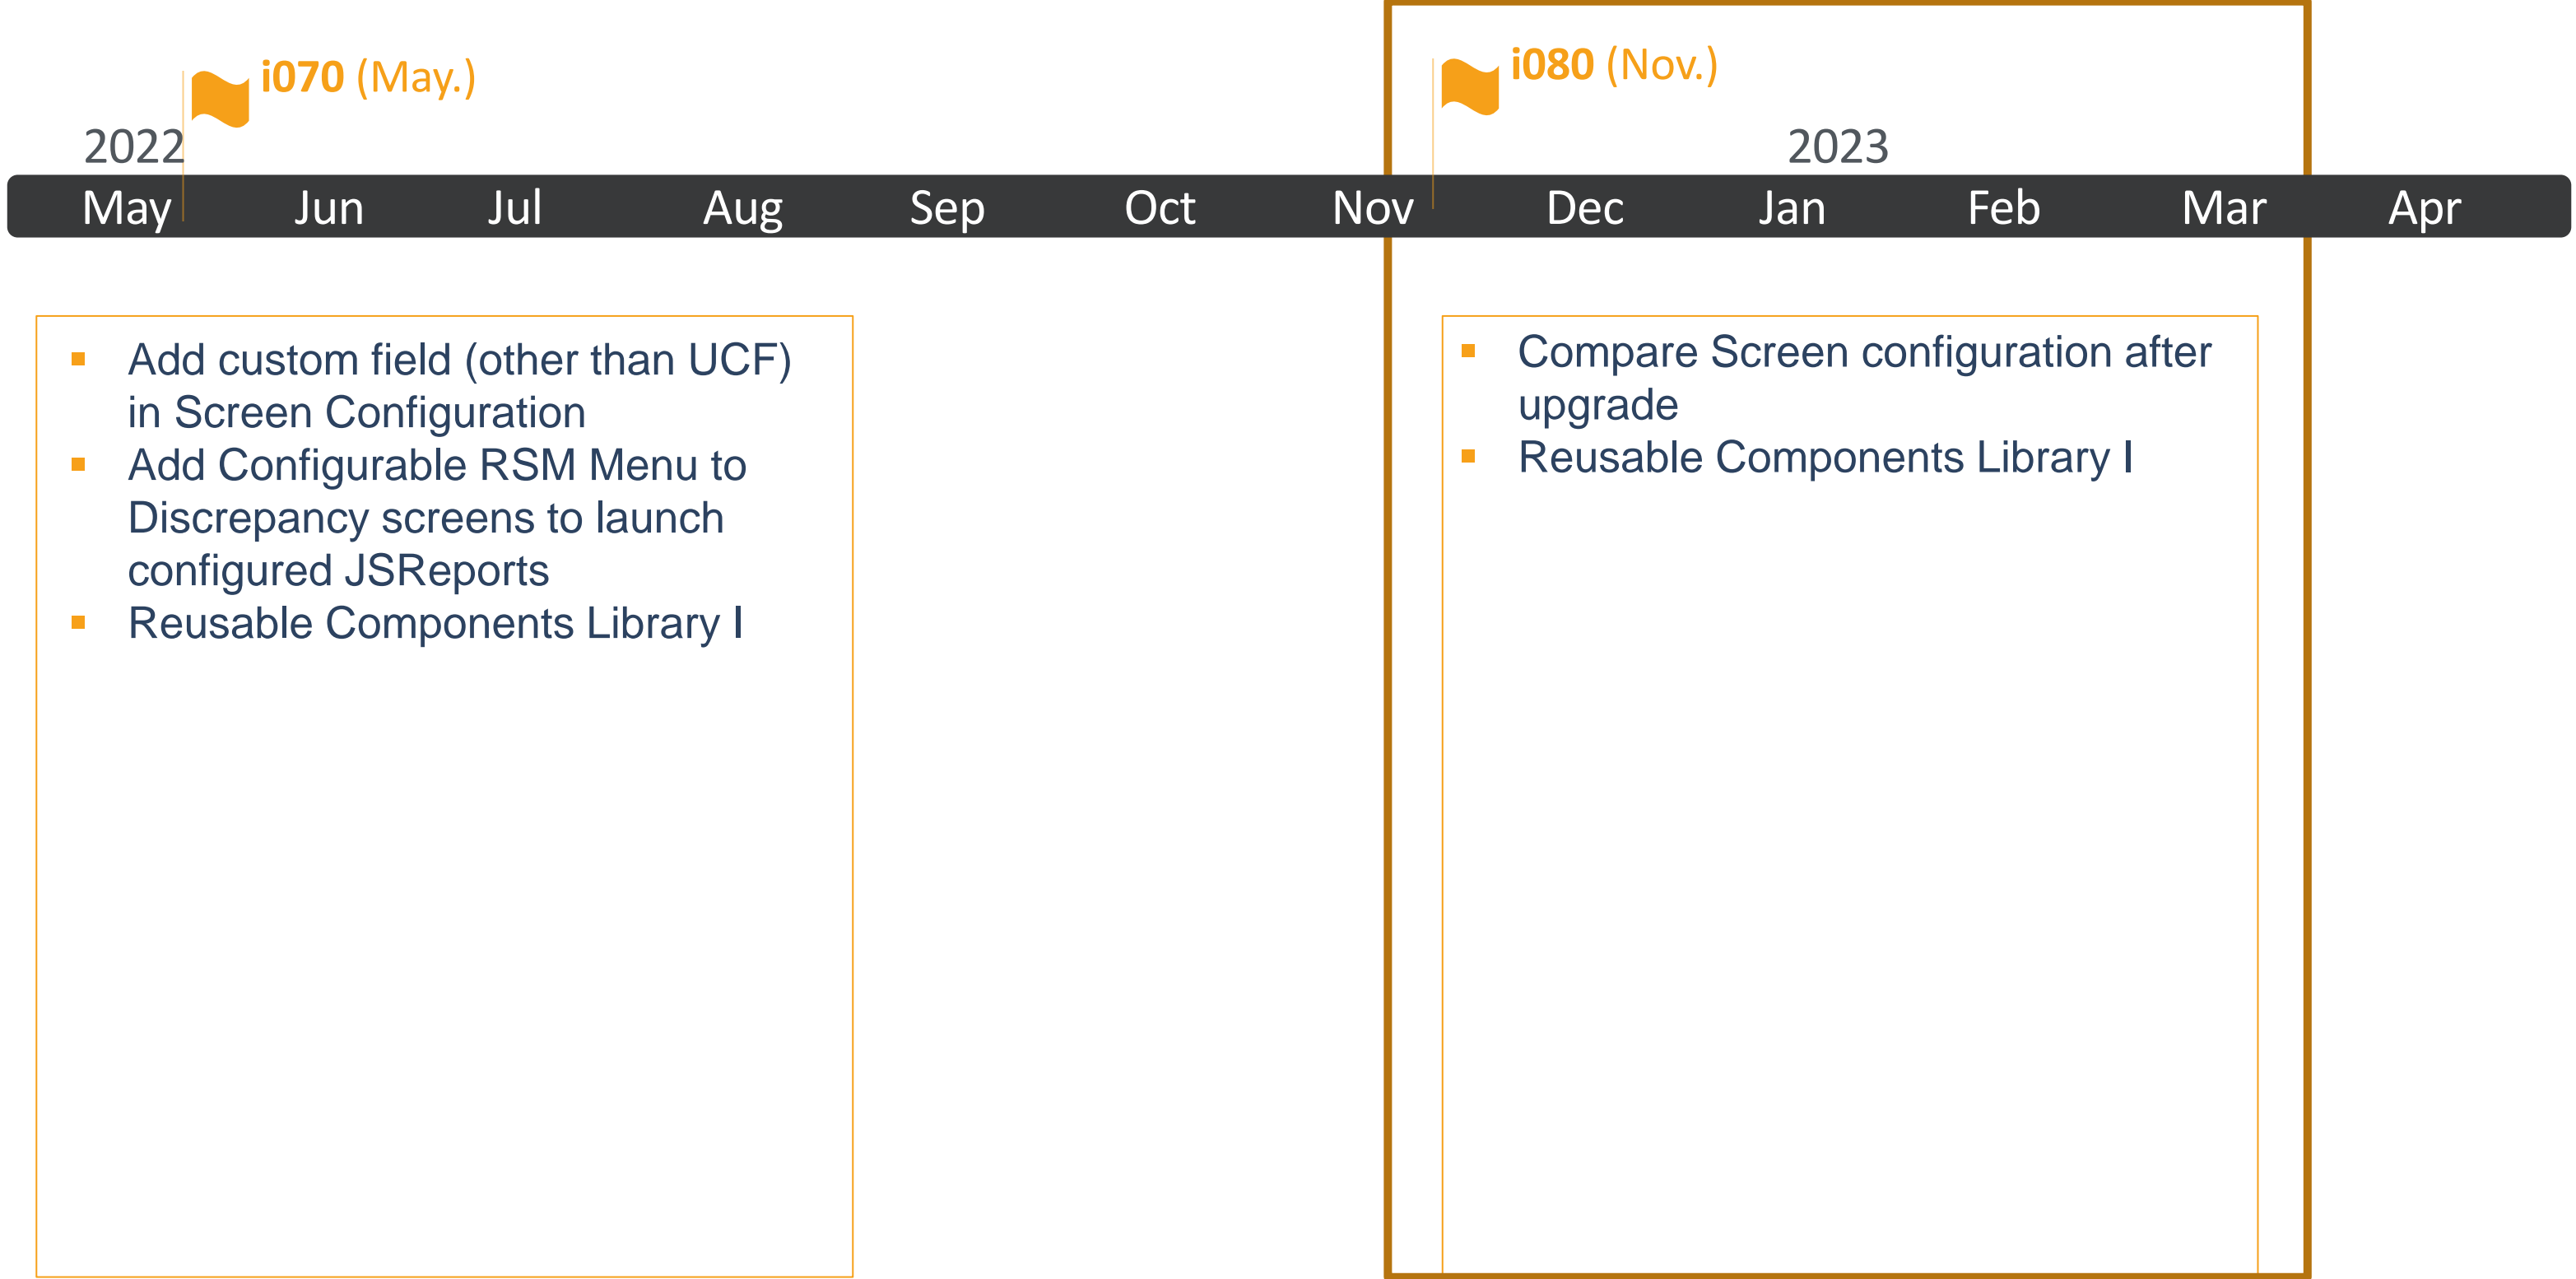 i070 (May.)
i080 (Nov.)
2022
2023
May Jun Jul Aug Sep Oct Nov Dec Jan Feb Mar Apr
Add custom field (other than UCF)
in Screen Configuration
Add Configurable RSM Menu to
Discrepancy screens to launch
configured JSReports
Reusable Components Library I
Compare Screen configuration after
upgrade
Reusable Components Library I